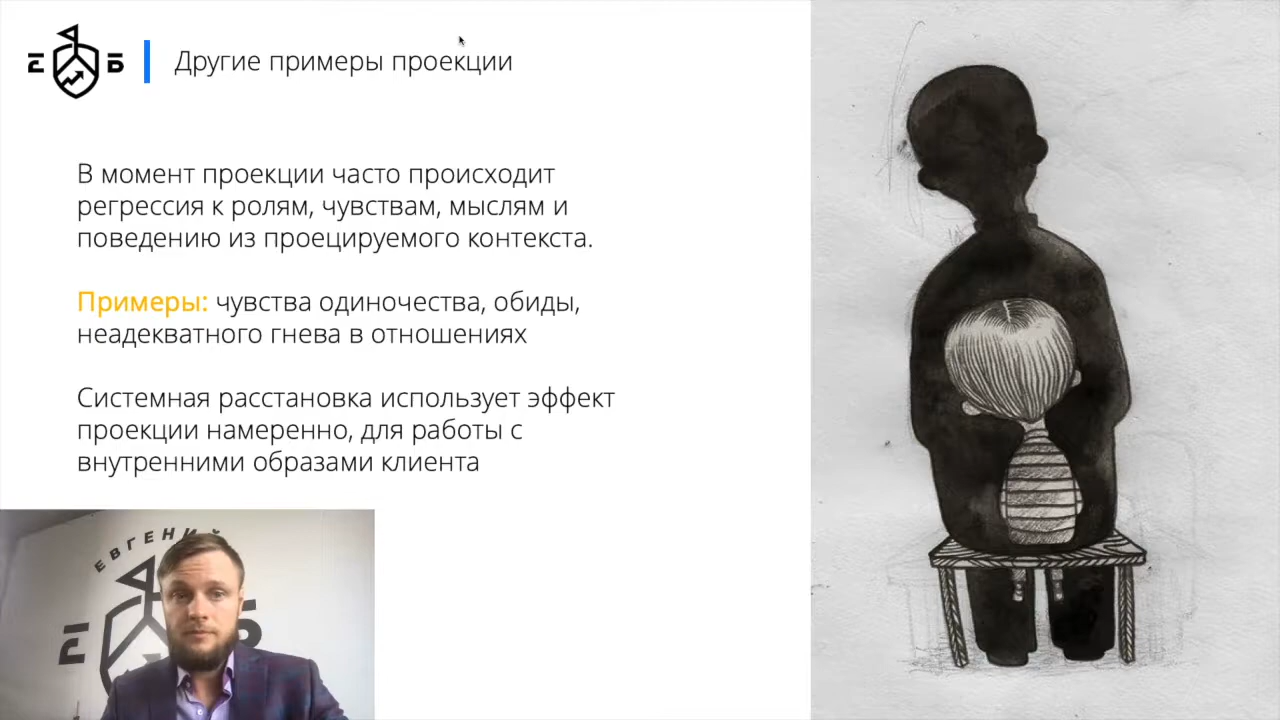 Е Б
Другие примеры проекции
В момент проекции часто происходит
регрессия к ролям, чувствам, мыслям и
поведению из проецируемого контекста.
Примеры: чувства одиночества, обиды,
неадекватного гнева в отношениях
Системная расстановка использует эффект
проекции намеренно, для работы с
внутренними образами клиента
ЕВГЕНИЙ
Е Б